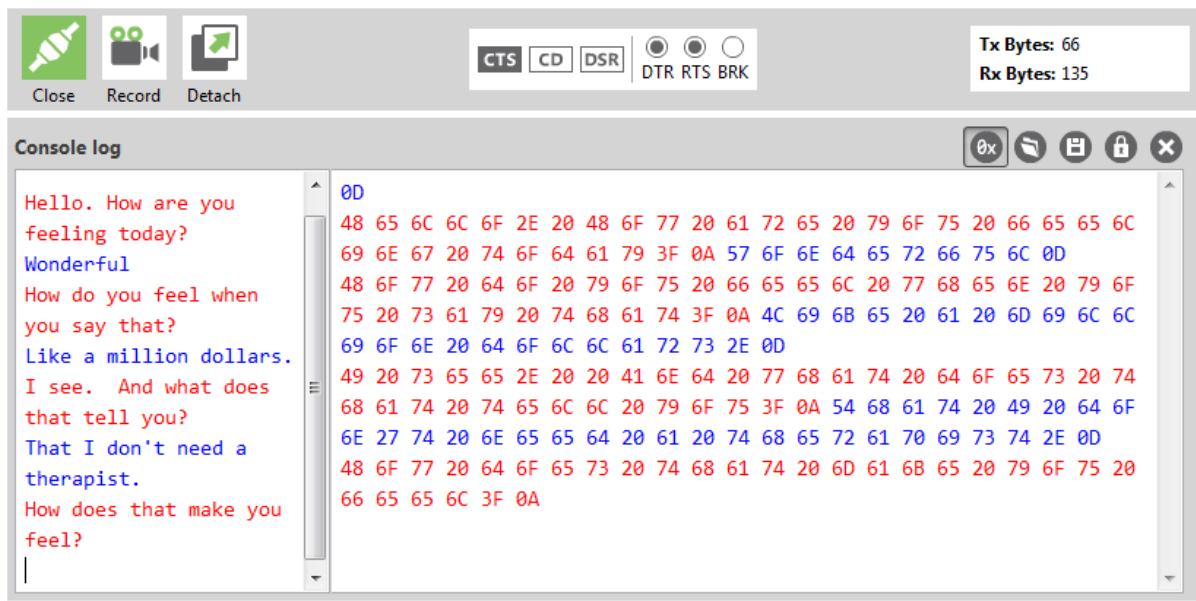 Close Record Detach
CTS CD DSR
DTR RTS BRK
Tx Bytes: 66
Rx Bytes: 135
Console log
0x
Hello. How are you
feeling today?
Wonderful
How do you feel when
you say that?
Like a million dollars.
I see.  And what does
that tell you?
That I don't need a
therapist.
How does that make you
feel?
0D
48 65 6C 6C 6F 2E 20 48 6F 77 20 61 72 65 20 79 6F 75 20 66 65 65 6C
69 6E 67 20 74 6F 64 61 79 3F 0A 57 6F 6E 64 65 72 66 75 6C 0D
48 6F 77 20 64 6F 20 79 6F 75 20 66 65 65 6C 20 77 68 65 6E 20 79 6F
75 20 73 61 79 20 74 68 61 74 3F 0A 4C 69 6B 65 20 61 20 6D 69 6C 6C
69 6F 6E 20 64 6F 6C 6C 61 72 73 2E 0D
49 20 73 65 65 2E 20 20 41 6E 64 20 77 68 61 74 20 64 6F 65 73 20 74
68 61 74 20 74 65 6C 6C 20 79 6F 75 3F 0A 54 68 61 74 20 49 20 64 6F
6E 27 74 20 6E 65 65 64 20 61 20 74 68 65 72 61 70 69 73 74 2E 0D
48 6F 77 20 64 6F 65 73 20 74 68 61 74 20 6D 61 6B 65 20 79 6F 75 20
66 65 65 6C 3F 0A